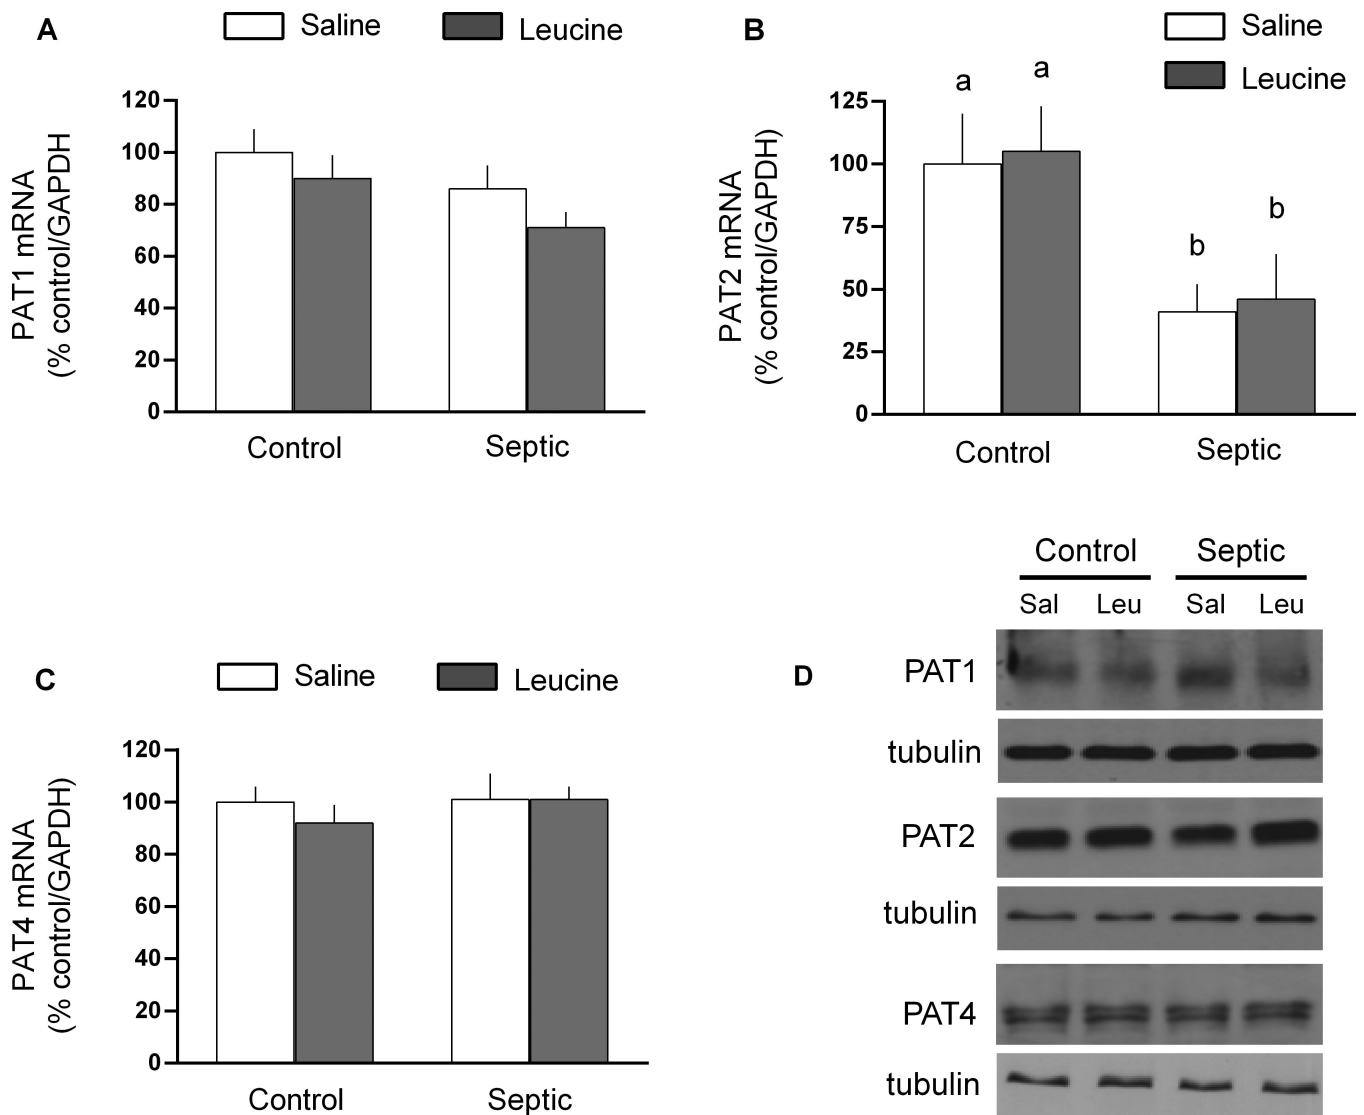 A
Saline
Leucine
PAT1 mRNA
(% control/GAPDH
120
100
80
60
40
20
0
Control
Septic
B
Saline
Leucine
PAT2 mRNA
(% control/GAPDH)
125
100
75
50
25
0
a
a
b
b
Control
Septic
C
Saline
Leucine
PAT4 mRNA
(% control/GAPDH)
120
100
80
60
40
20
0
Control
Septic
D
Control
Septic
Sal
Leu
Sal
Leu
PAT1
tubulin
PAT2
tubulin
PAT4
tubulin